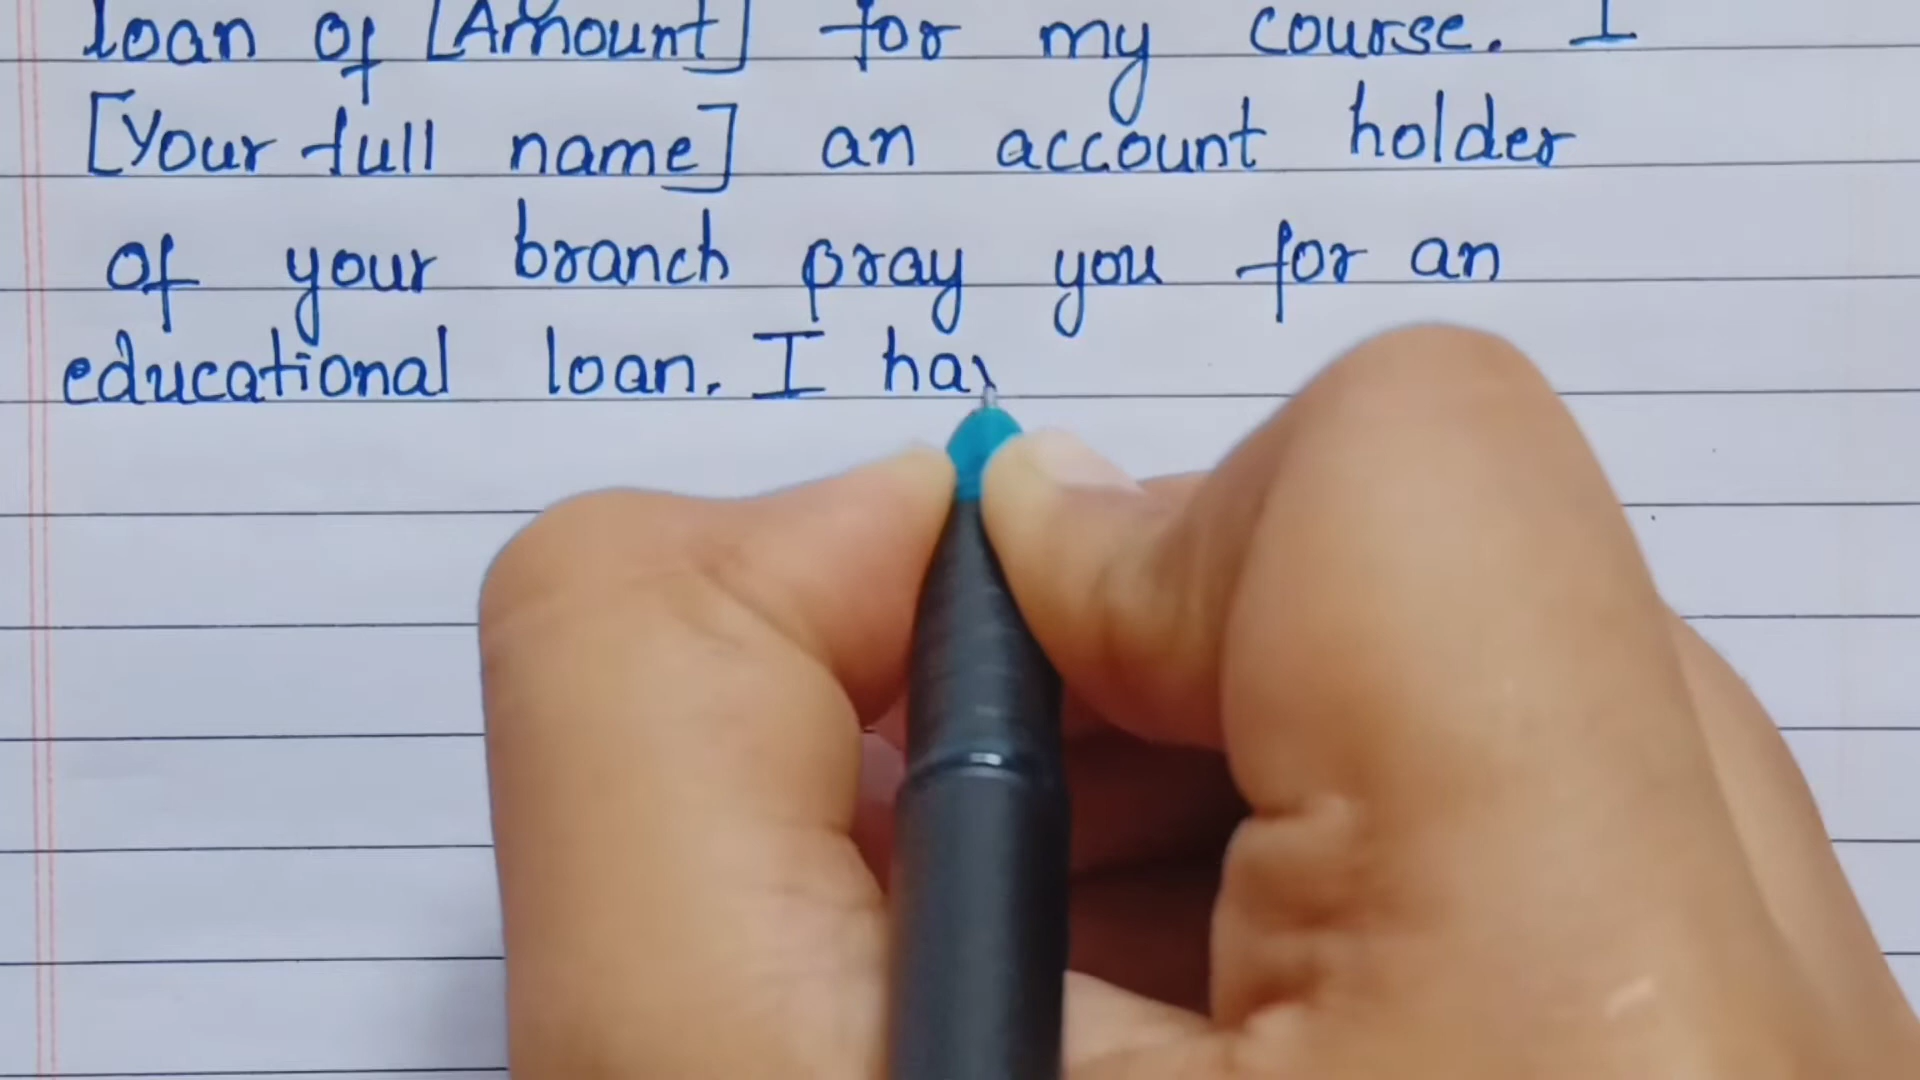 loan of [Amount] for my course. I
[Your full name] an account holder
of your branch pray you for an
educational loan. I hav